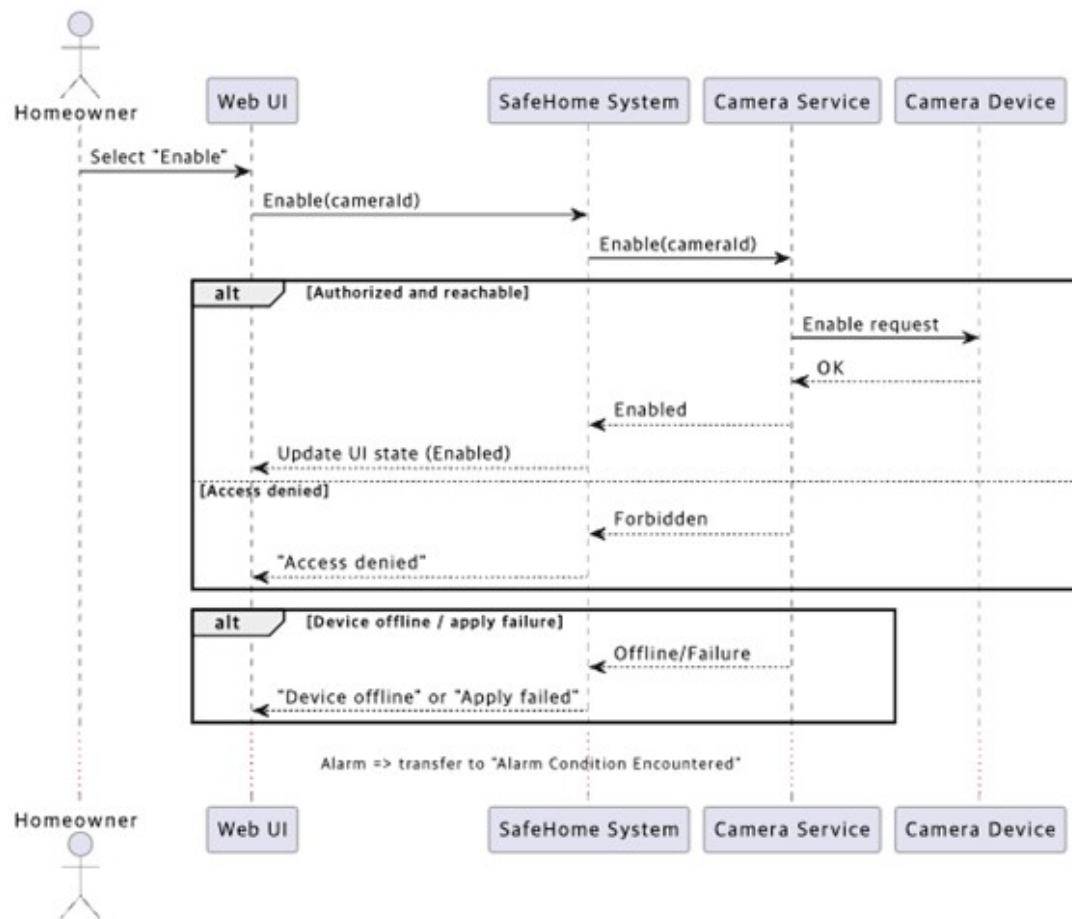 Homeowner
Web UI
SafeHome System
Camera Service
Camera Device
Select "Enable"
Enable(cameraId)
Enable(cameraId)
alt
[Authorized and reachable]
Enable request
OK
Enabled
Update UI state (Enabled)
[Access denied]
Forbidden
"Access denied"
alt
[Device offline / apply failure]
Offline/Failure
"Device offline" or "Apply failed"
Alarm => transfer to "Alarm Condition Encountered"
Homeowner
Web UI
SafeHome System
Camera Service
Camera Device